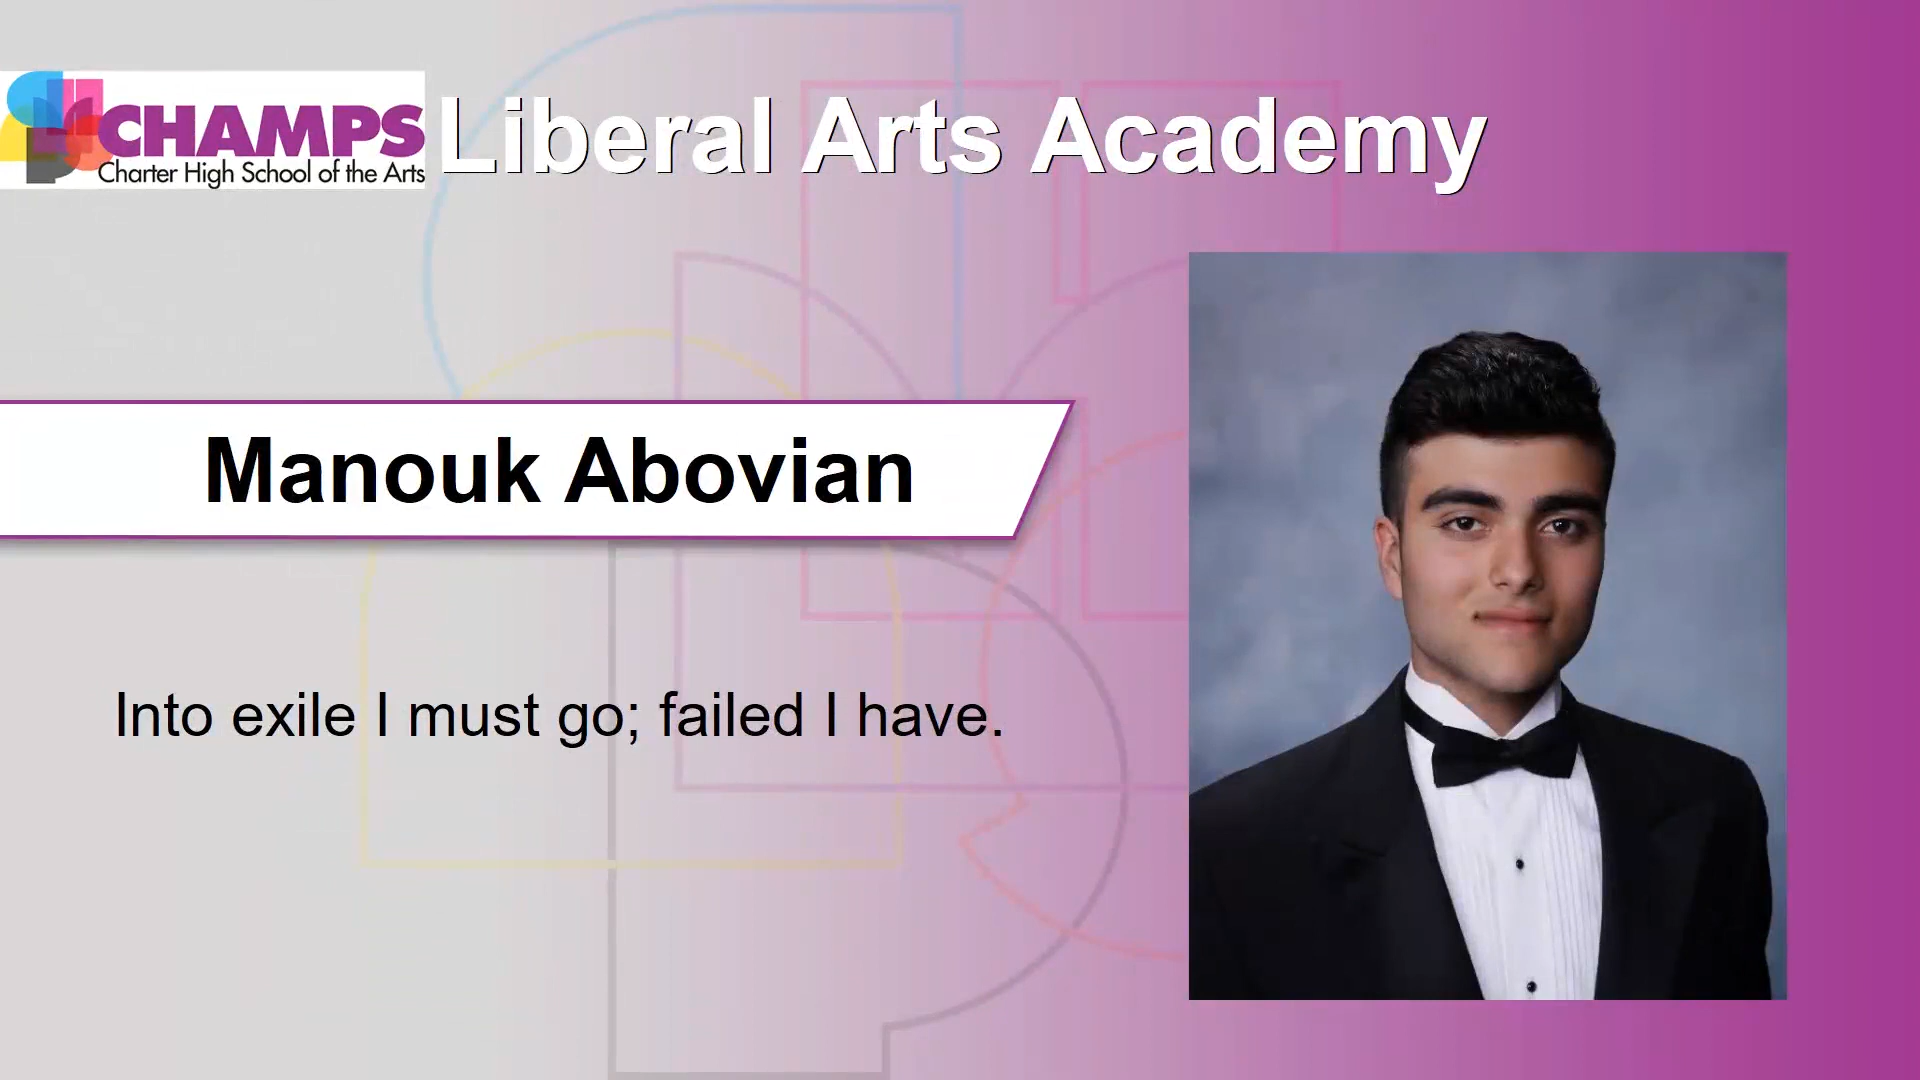 CHAMPS
Charter High School of the Arts
Liberal Arts Academy
Manouk Abovian
Into exile I must go; failed I have.